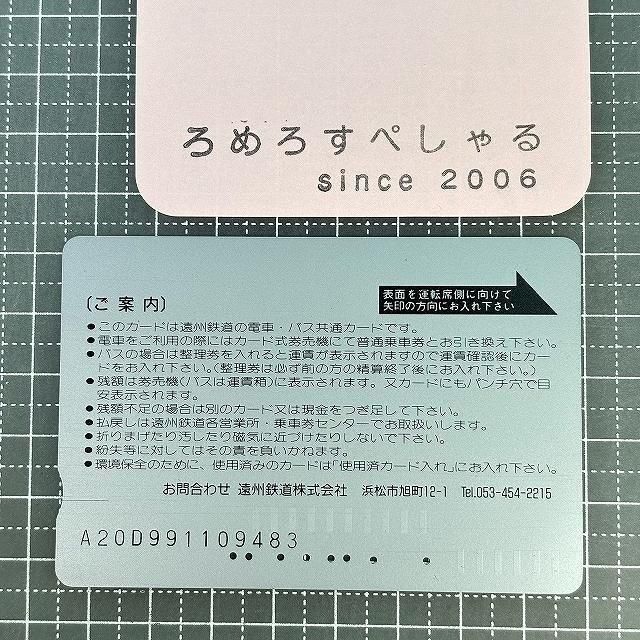 ろめろすぺしゃる
since 2006
表面を運転席側に向けて
矢印の方向にお入れ下さい
〔ご案内〕
●このカードは遠州鉄道の電車・バス共通カードです。
●電車をご利用の際にはカード式券売機にて普通乗車券とお引き換え下さい。
●バスの場合は整理券を入れると運賃が表示されますので運賃確認後にカー
ドをお入れ下さい。(整理券は必ず前の方の精算終了後にお入れ下さい。)
●残額は券売機(バスは運賃箱)に表示されます。又カードにもパンチ穴で目
安表示されます。
●残額不足の場合は別のカード又は現金をつぎ足して下さい。
●払戻しは遠州鉄道各営業所・乗車券センターでお取扱いします。
●折りまげたり汚したり磁気に近づけたりしないで下さい。
●紛失等に対してはその責を負いかねます。
●環境保全のために、使用済みのカードは「使用済カード入れ」にお入れ下さい。
お問合わせ 遠州鉄道株式会社 浜松市旭町12-1 Tel.053-454-2215
A20D991109483